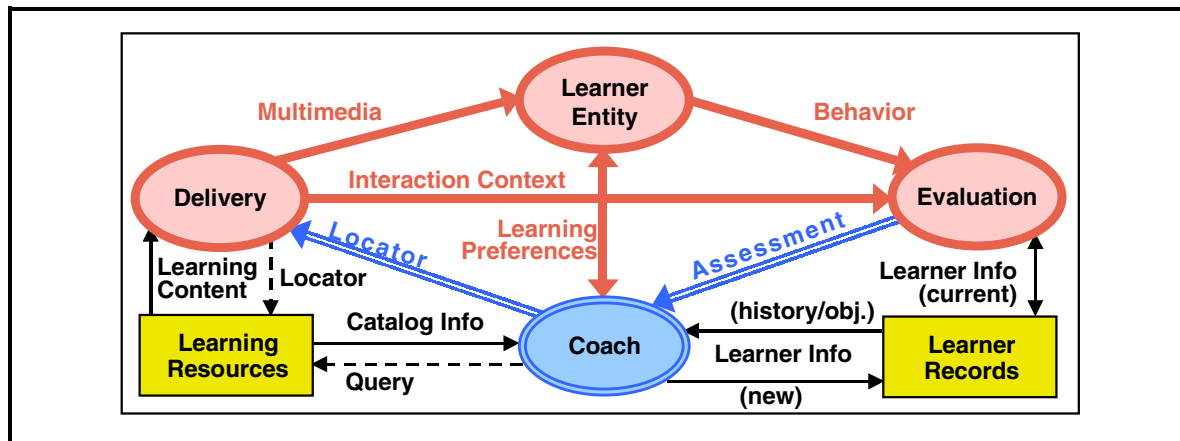 Learner
Entity
Multimedia
Behavior
Delivery
Interaction Context
Evaluation
Learning
Preferences
Locator
Assessment
Learning
Content
Locator
Learner Info
(current)
Learning
Resources
Catalog Info
Query
Coach
(history/obj.)
Learner Info
(new)
Learner
Records